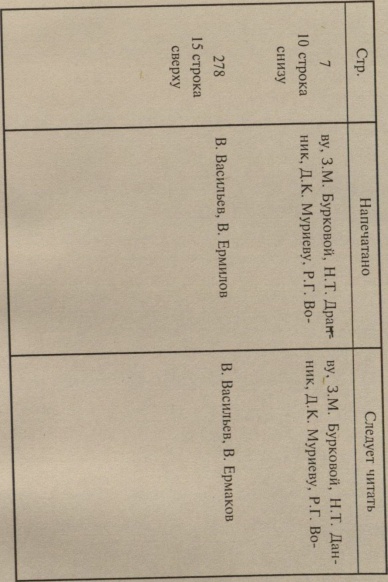 Стр.
Напечатано
Следует читать
7
10 строка
снизу
ву, З.М. Бурковой, Н.Т. Дран-
ник, Д.К. Муриеву, Р.Г. Во-
ву, З.М. Бурковой, Н.Т. Дан-
ник, Д.К. Муриеву, Р.Г. Во-
278
15 строка
сверху
В. Васильев, В. Ермилов
В. Васильев, В. Ермаков